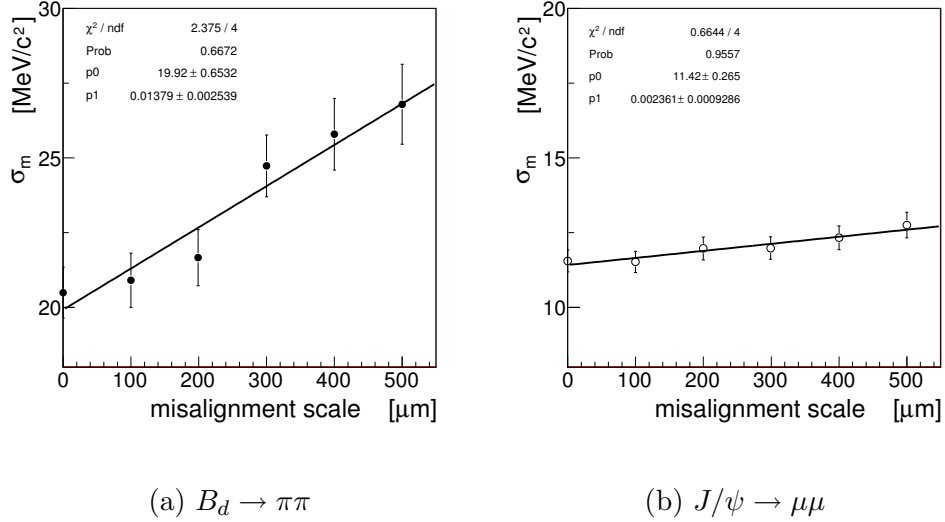 [MeV/c²]
σm
30
25
20
χ² / ndf 2.375 / 4
Prob 0.6672
p0 19.92 ± 0.6532
p1 0.01379 ± 0.002539
0 100 200 300 400 500
misalignment scale [μm]
(a) Bd → ππ
[MeV/c²]
σm
20
15
10
χ² / ndf 0.6644 / 4
Prob 0.9557
p0 11.42± 0.265
p1 0.002361± 0.0009286
0 100 200 300 400 500
misalignment scale [μm]
(b) J/ψ → μμ